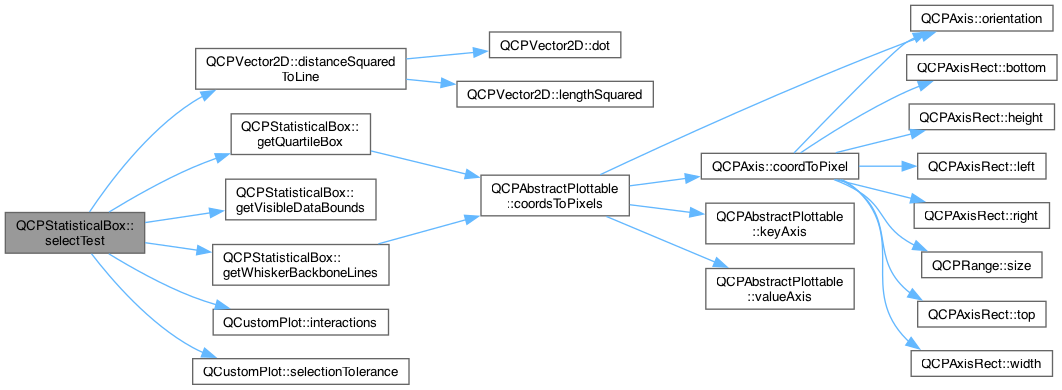 QCPStatisticalBox::
selectTest
QCPVector2D::distanceSquared
ToLine
QCPVector2D::dot
QCPVector2D::lengthSquared
QCPStatisticalBox::
getQuartileBox
QCPStatisticalBox::
getVisibleDataBounds
QCPStatisticalBox::
getWhiskerBackboneLines
QCustomPlot::interactions
QCustomPlot::selectionTolerance
QCPAbstractPlottable
::coordsToPixels
QCPAxis::coordToPixel
QCPAbstractPlottable
::keyAxis
QCPAbstractPlottable
::valueAxis
QCPAxis::orientation
QCPAxisRect::bottom
QCPAxisRect::height
QCPAxisRect::left
QCPAxisRect::right
QCPRange::size
QCPAxisRect::top
QCPAxisRect::width